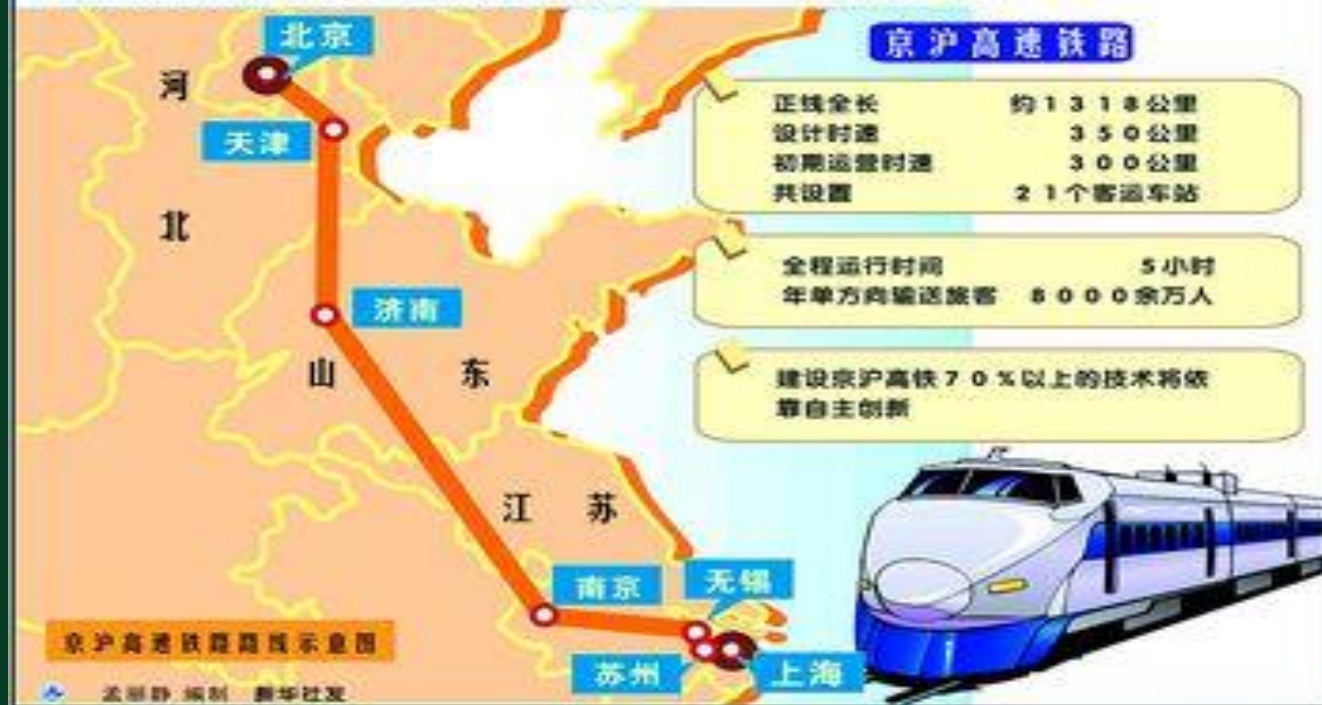 京沪高速铁路
正线全长 约1318公里
设计时速 350公里
初期运营时速 300公里
共设置 21个客运车站
全程运行时间 5小时
年单方向输送旅客 8000余万人
建设京沪高铁70%以上的技术将依
靠自主创新
北京
河
天津
北
济南
山 东
江 苏
南京
无锡
苏州
上海
京沪高速铁路路线示意图
孟丽静 编制 新华社发